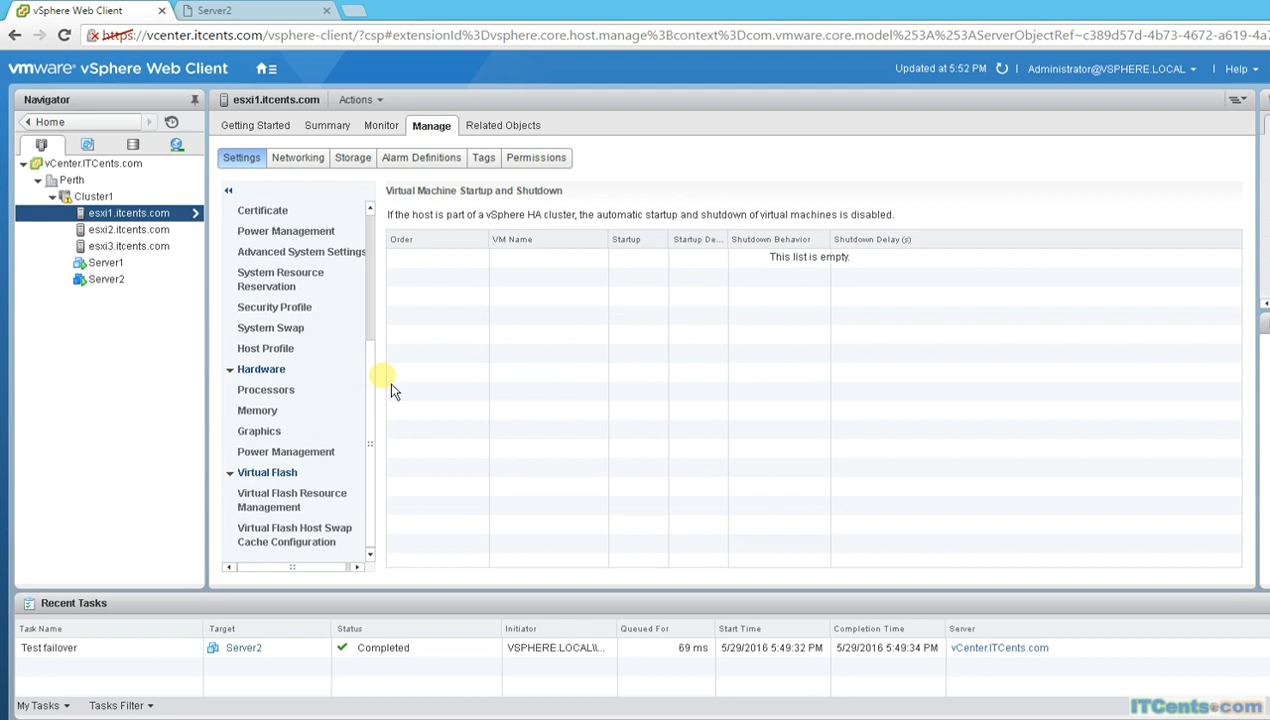 vSphere Web Client
Server2
https://vcenter.itcents.com/vsphere-client/?csp#extensionId%3Dvsphere.core.host.manage%3Bcontext%3Dcom.vmware.core.model%253A%253AServerObjectRef~c389d57d-4b73-4672-a619-4a7
vmware® vSphere Web Client
Updated at 5:52 PM
Administrator@VSPHERE.LOCAL
Help
Navigator
esxi1.itcents.com
Actions
Home
Getting Started
Summary
Monitor
Manage
Related Objects
Settings
Networking
Storage
Alarm Definitions
Tags
Permissions
vCenter.ITCents.com
Perth
Cluster1
esxi1.itcents.com
esxi2.itcents.com
esxi3.itcents.com
Server1
Server2
Certificate
Power Management
Advanced System Settings
System Resource
Reservation
Security Profile
System Swap
Host Profile
Hardware
Processors
Memory
Graphics
Power Management
Virtual Flash
Virtual Flash Resource
Management
Virtual Flash Host Swap
Cache Configuration
Virtual Machine Startup and Shutdown
If the host is part of a vSphere HA cluster, the automatic startup and shutdown of virtual machines is disabled.
Order VM Name Startup Startup De... Shutdown Behavior Shutdown Delay (s)
This list is empty.
Recent Tasks
Task Name Target Status Initiator Queued For Start Time Completion Time Server
Test failover Server2 Completed VSPHERE.LOCAL\\... 69 ms 5/29/2016 5:49:32 PM 5/29/2016 5:49:34 PM vCenter.ITCents.com
My Tasks Tasks Filter
ITCents.com